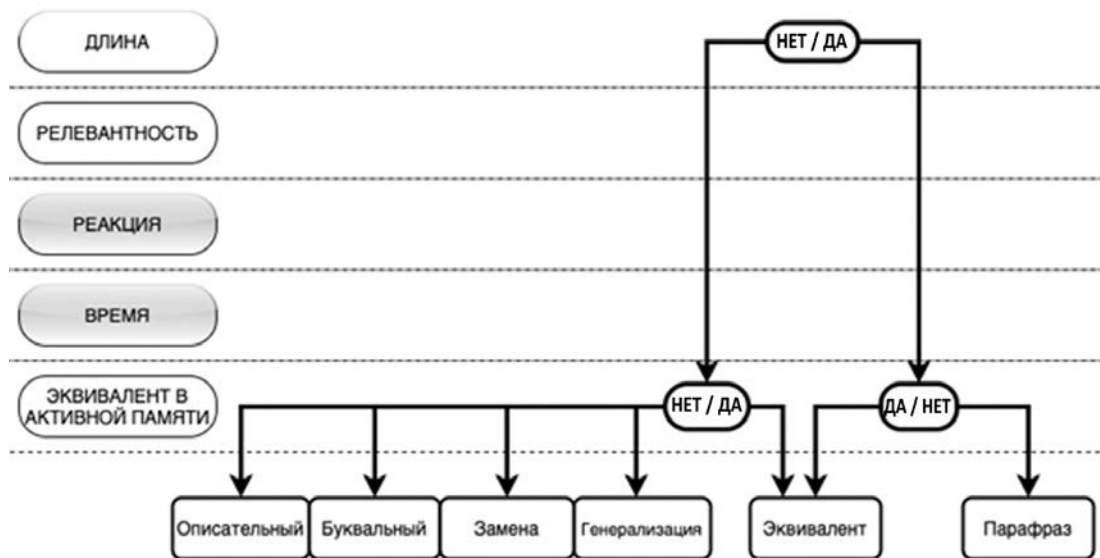 ДЛИНА
НЕТ / ДА
РЕЛЕВАНТНОСТЬ
РЕАКЦИЯ
ВРЕМЯ
ЭКВИВАЛЕНТ В
АКТИВНОЙ ПАМЯТИ
НЕТ / ДА
ДА / НЕТ
Описательный
Буквальный
Замена
Генерализация
Эквивалент
Парафраз